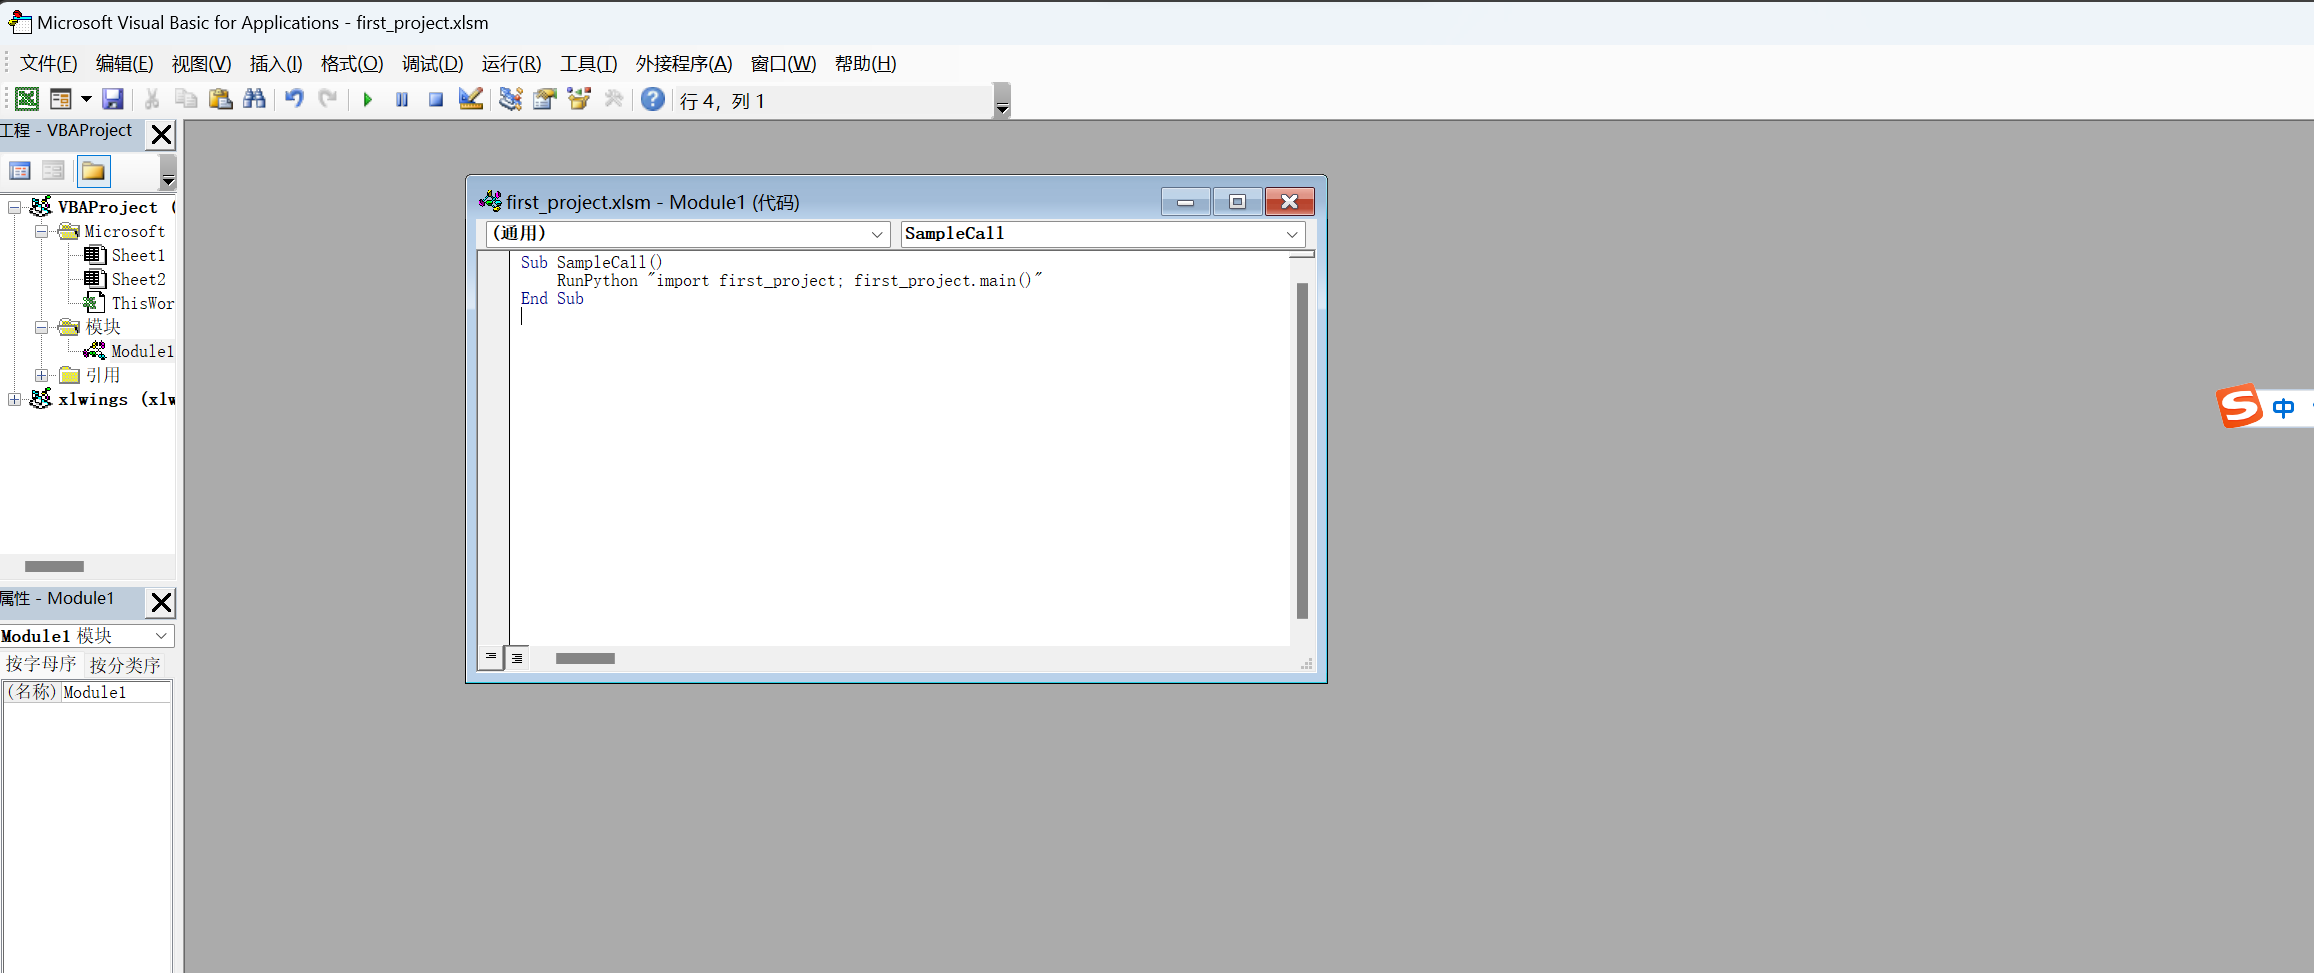 Microsoft Visual Basic for Applications - first_project.xlsm
文件(F) 编辑(E) 视图(V) 插入(I) 格式(O) 调试(D) 运行(R) 工具(T) 外接程序(A) 窗口(W) 帮助(H)
行 4，列 1
工程 - VBAProject
VBAProject (
Microsoft
Sheet1
Sheet2
ThisWor
模块
Module1
引用
xlwings (xlw
属性 - Module1
Module1 模块
按字母序 按分类序
(名称) Module1
first_project.xlsm - Module1 (代码)
(通用) SampleCall
Sub SampleCall()
RunPython "import first_project; first_project.main()"
End Sub
中